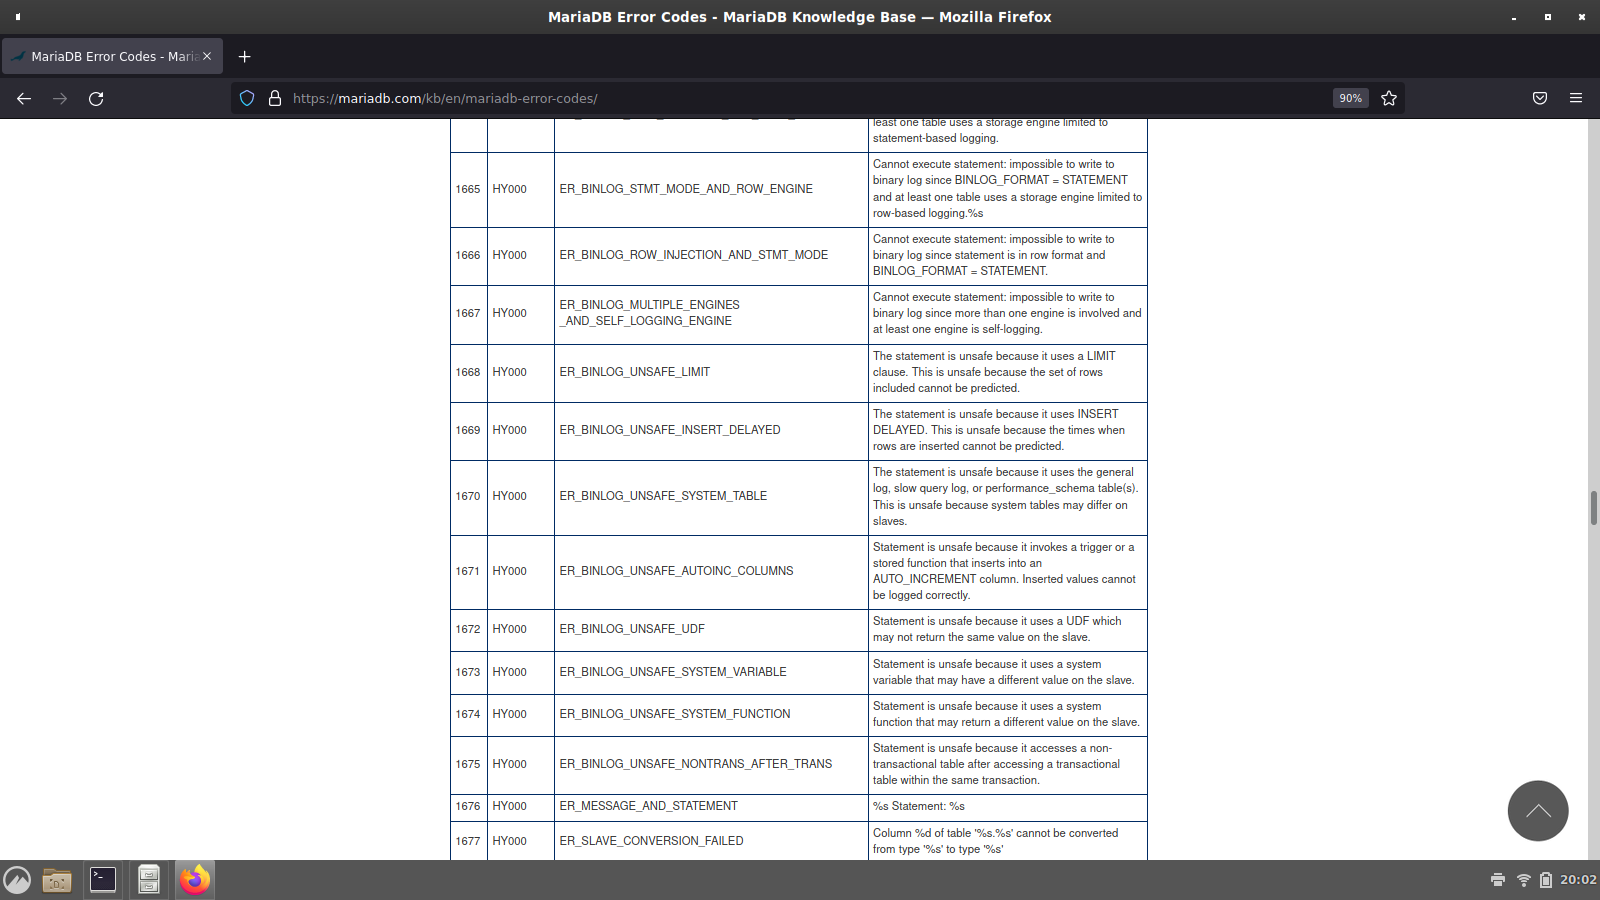 MariaDB Error Codes - MariaDB Knowledge Base — Mozilla Firefox
MariaDB Error Codes - Maria
https://mariadb.com/kb/en/mariadb-error-codes/
90%
least one table uses a storage engine limited to
statement-based logging.
1665 HY000 ER_BINLOG_STMT_MODE_AND_ROW_ENGINE
Cannot execute statement: impossible to write to
binary log since BINLOG_FORMAT = STATEMENT
and at least one table uses a storage engine limited to
row-based logging.%s
1666 HY000 ER_BINLOG_ROW_INJECTION_AND_STMT_MODE
Cannot execute statement: impossible to write to
binary log since statement is in row format and
BINLOG_FORMAT = STATEMENT.
1667 HY000 ER_BINLOG_MULTIPLE_ENGINES
_AND_SELF_LOGGING_ENGINE
Cannot execute statement: impossible to write to
binary log since more than one engine is involved and
at least one engine is self-logging.
1668 HY000 ER_BINLOG_UNSAFE_LIMIT
The statement is unsafe because it uses a LIMIT
clause. This is unsafe because the set of rows
included cannot be predicted.
1669 HY000 ER_BINLOG_UNSAFE_INSERT_DELAYED
The statement is unsafe because it uses INSERT
DELAYED. This is unsafe because the times when
rows are inserted cannot be predicted.
1670 HY000 ER_BINLOG_UNSAFE_SYSTEM_TABLE
The statement is unsafe because it uses the general
log, slow query log, or performance_schema table(s).
This is unsafe because system tables may differ on
slaves.
1671 HY000 ER_BINLOG_UNSAFE_AUTOINC_COLUMNS
Statement is unsafe because it invokes a trigger or a
stored function that inserts into an
AUTO_INCREMENT column. Inserted values cannot
be logged correctly.
1672 HY000 ER_BINLOG_UNSAFE_UDF
Statement is unsafe because it uses a UDF which
may not return the same value on the slave.
1673 HY000 ER_BINLOG_UNSAFE_SYSTEM_VARIABLE
Statement is unsafe because it uses a system
variable that may have a different value on the slave.
1674 HY000 ER_BINLOG_UNSAFE_SYSTEM_FUNCTION
Statement is unsafe because it uses a system
function that may return a different value on the slave.
1675 HY000 ER_BINLOG_UNSAFE_NONTRANS_AFTER_TRANS
Statement is unsafe because it accesses a non-
transactional table after accessing a transactional
table within the same transaction.
1676 HY000 ER_MESSAGE_AND_STATEMENT %s Statement: %s
1677 HY000 ER_SLAVE_CONVERSION_FAILED
Column %d of table '%s.%s' cannot be converted
from type '%s' to type '%s'
20:02